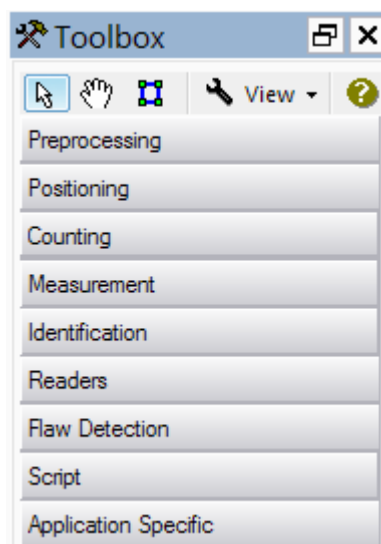 Toolbox
View
?
Preprocessing
Positioning
Counting
Measurement
Identification
Readers
Flaw Detection
Script
Application Specific